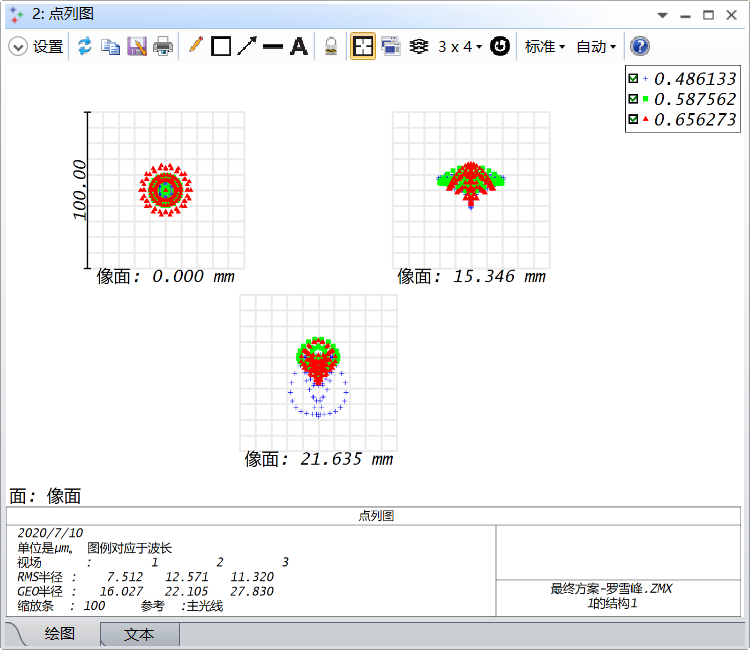 2: 点列图
设置 A 3 x 4 标准 自动
+ 0.486133
0.587562
0.656273
100.00
像面: 0.000 mm
像面: 15.346 mm
像面: 21.635 mm
面: 像面
点列图
2020/7/10
单位是µm。 图例对应于波长
视场 : 1 2 3
RMS半径 : 7.512 12.571 11.320
GEO半径 : 16.027 22.105 27.830
缩放条 : 100 参考 :主光线
最终方案-罗雪峰.ZMX
1的结构1
绘图 文本